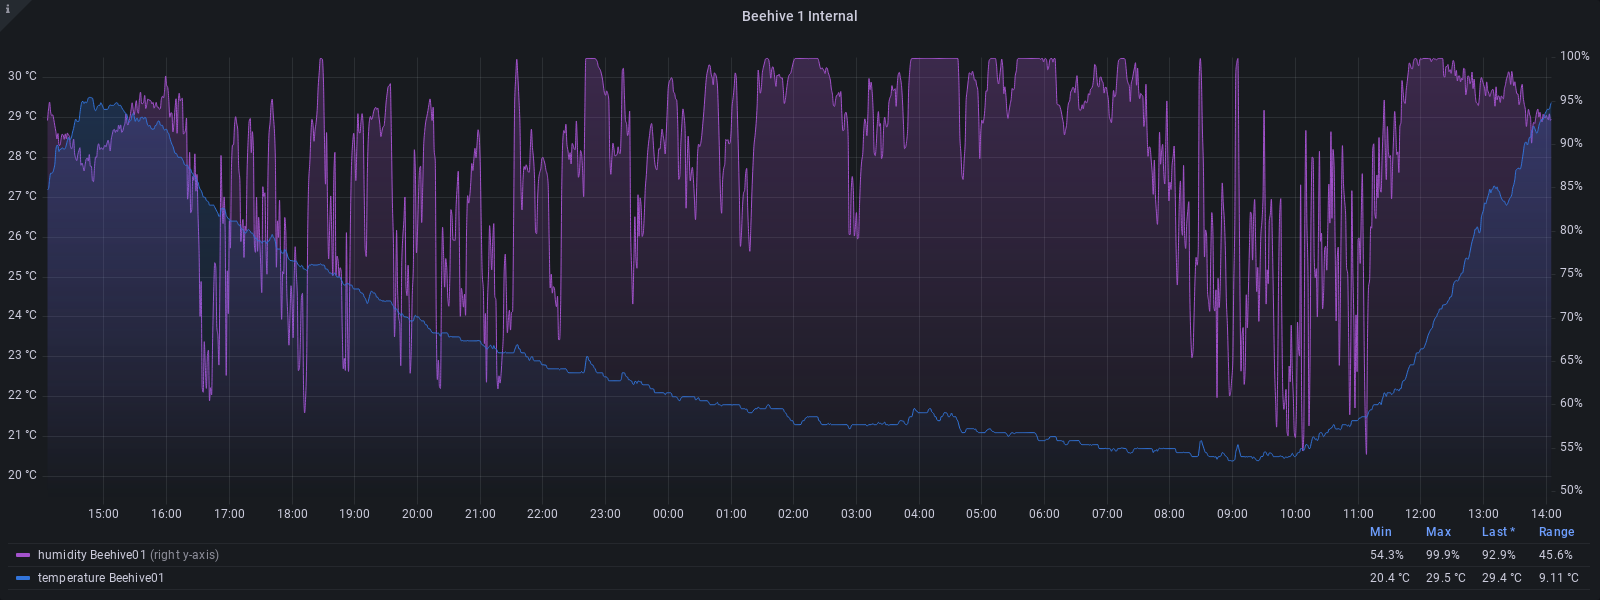 i
Beehive 1 Internal
30 °C
29 °C
28 °C
27 °C
26 °C
25 °C
24 °C
23 °C
22 °C
21 °C
20 °C
100%
95%
90%
85%
80%
75%
70%
65%
60%
55%
50%
15:00 16:00 17:00 18:00 19:00 20:00 21:00 22:00 23:00 00:00 01:00 02:00 03:00 04:00 05:00 06:00 07:00 08:00 09:00 10:00 11:00 12:00 13:00 14:00
Min Max Last * Range
humidity Beehive01 (right y-axis) 54.3% 99.9% 92.9% 45.6%
temperature Beehive01 20.4 °C 29.5 °C 29.4 °C 9.11 °C